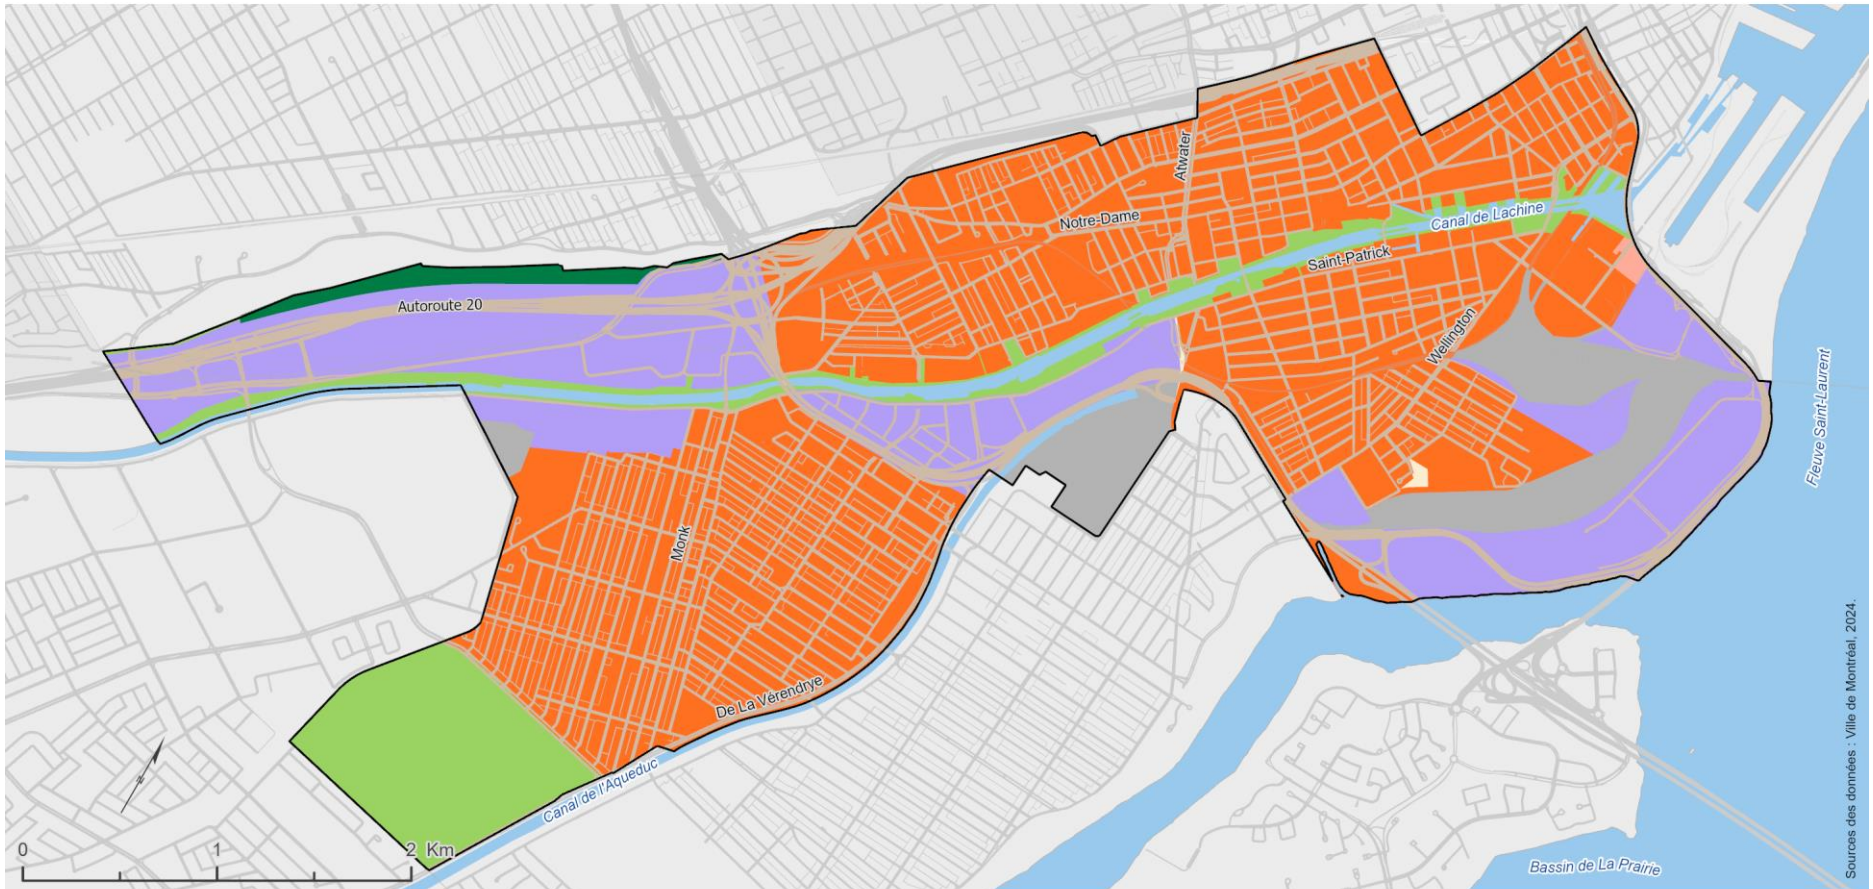 Atwater
Notre-Dame
Canal de Lachine
Saint-Patrick
Autoroute 20
Wellington
Fleuve Saint-Laurent
Monk
De La Vérendrye
Canal de l'Aqueduc
N
0 1 2 Km
Bassin de La Prairie
Sources des données : Ville de Montréal, 2024.